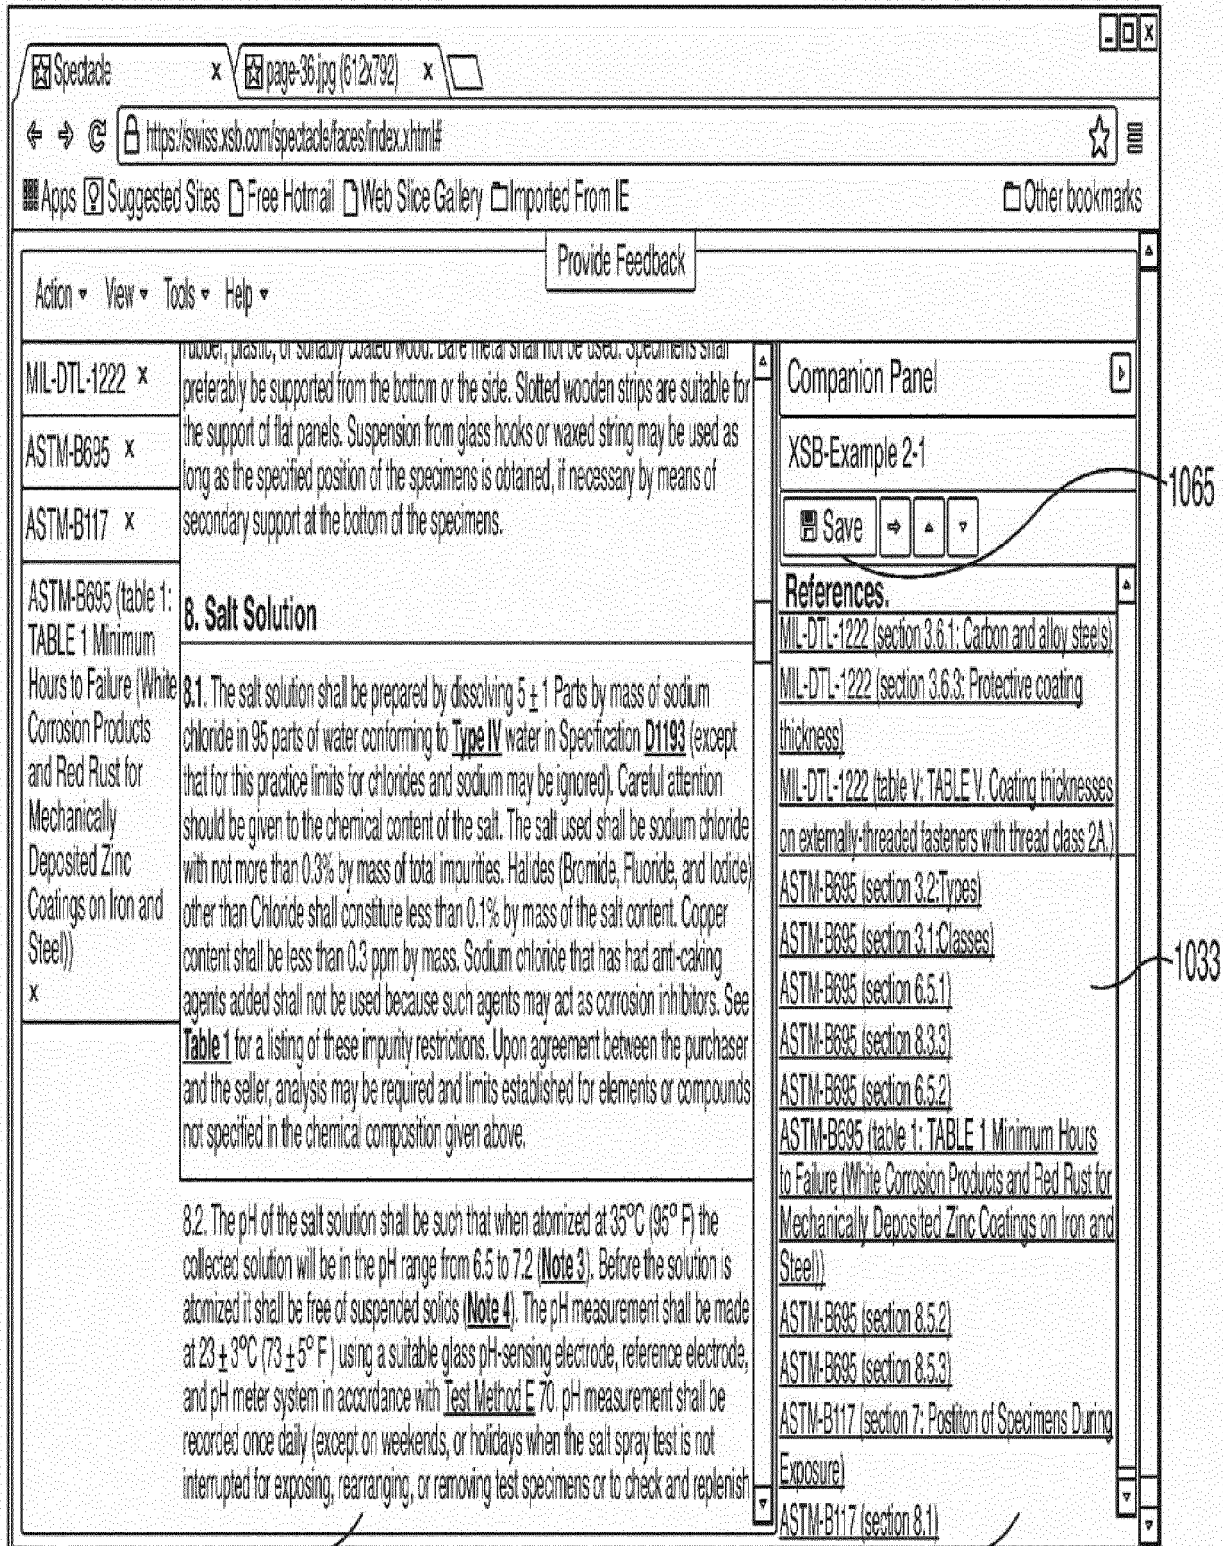 Spectacle x
page-36.jpg (612x792) x
https://swiss.xsb.com/spectacle/faces/index.xhtml#
Apps Suggested Sites Free Hotmail Web Slice Gallery Imported From IE Other bookmarks
Provide Feedback
Action View Tools Help
MIL-DTL-1222 x
ASTM-B695 x
ASTM-B117 x
ASTM-B695 (table 1:
TABLE 1 Minimum
Hours to Failure (White
Corrosion Products
and Red Rust for
Mechanically
Deposited Zinc
Coatings on Iron and
Steel))
x
rubber, plastic, or suitably coated wood. Bare metal shall not be used. Specimens shall
preferably be supported from the bottom or the side. Slotted wooden strips are suitable for
the support of flat panels. Suspension from glass hooks or waxed string may be used as
long as the specified position of the specimens is obtained, if necessary by means of
secondary support at the bottom of the specimens.
8. Salt Solution
8.1. The salt solution shall be prepared by dissolving 5 ± 1 Parts by mass of sodium
chloride in 95 parts of water conforming to Type IV water in Specification D1193 (except
that for this practice limits for chlorides and sodium may be ignored). Careful attention
should be given to the chemical content of the salt. The salt used shall be sodium chloride
with not more than 0.3% by mass of total impurities. Halides (Bromide, Fluoride, and Iodide)
other than Chloride shall constitute less than 0.1% by mass of the salt content. Copper
content shall be less than 0.3 ppm by mass. Sodium chloride that has had anti-caking
agents added shall not be used because such agents may act as corrosion inhibitors. See
Table 1 for a listing of these impurity restrictions. Upon agreement between the purchaser
and the seller, analysis may be required and limits established for elements or compounds
not specified in the chemical composition given above.
8.2. The pH of the salt solution shall be such that when atomized at 35°C (95° F) the
collected solution will be in the pH range from 6.5 to 7.2 (Note 3). Before the solution is
atomized it shall be free of suspended solids (Note 4). The pH measurement shall be made
at 23 ± 3°C (73 ± 5° F ) using a suitable glass pH-sensing electrode, reference electrode,
and pH meter system in accordance with Test Method E 70. pH measurement shall be
recorded once daily (except on weekends, or holidays when the salt spray test is not
interrupted for exposing, rearranging, or removing test specimens or to check and replenish
Companion Panel
XSB-Example 2-1
Save
References.
MIL-DTL-1222 (section 3.6.1: Carbon and alloy steels)
MIL-DTL-1222 (section 3.6.3: Protective coating
thickness)
MIL-DTL-1222 (table V: TABLE V. Coating thicknesses
on externally-threaded fasteners with thread class 2A.)
ASTM-B695 (section 3.2:Types)
ASTM-B695 (section 3.1:Classes)
ASTM-B695 (section 6.5.1)
ASTM-B695 (section 8.3.3)
ASTM-B695 (section 6.5.2)
ASTM-B695 (table 1: TABLE 1 Minimum Hours
to Failure (White Corrosion Products and Red Rust for
Mechanically Deposited Zinc Coatings on Iron and
Steel))
ASTM-B695 (section 8.5.2)
ASTM-B695 (section 8.5.3)
ASTM-B117 (section 7: Postiton of Specimens During
Exposure)
ASTM-B117 (section 8.1)
1065
1033